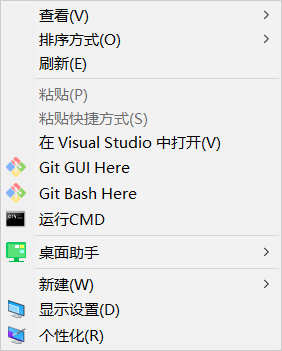 查看(V)
排序方式(O)
刷新(E)
粘贴(P)
粘贴快捷方式(S)
在 Visual Studio 中打开(V)
Git GUI Here
Git Bash Here
运行CMD
桌面助手
新建(W)
显示设置(D)
个性化(R)